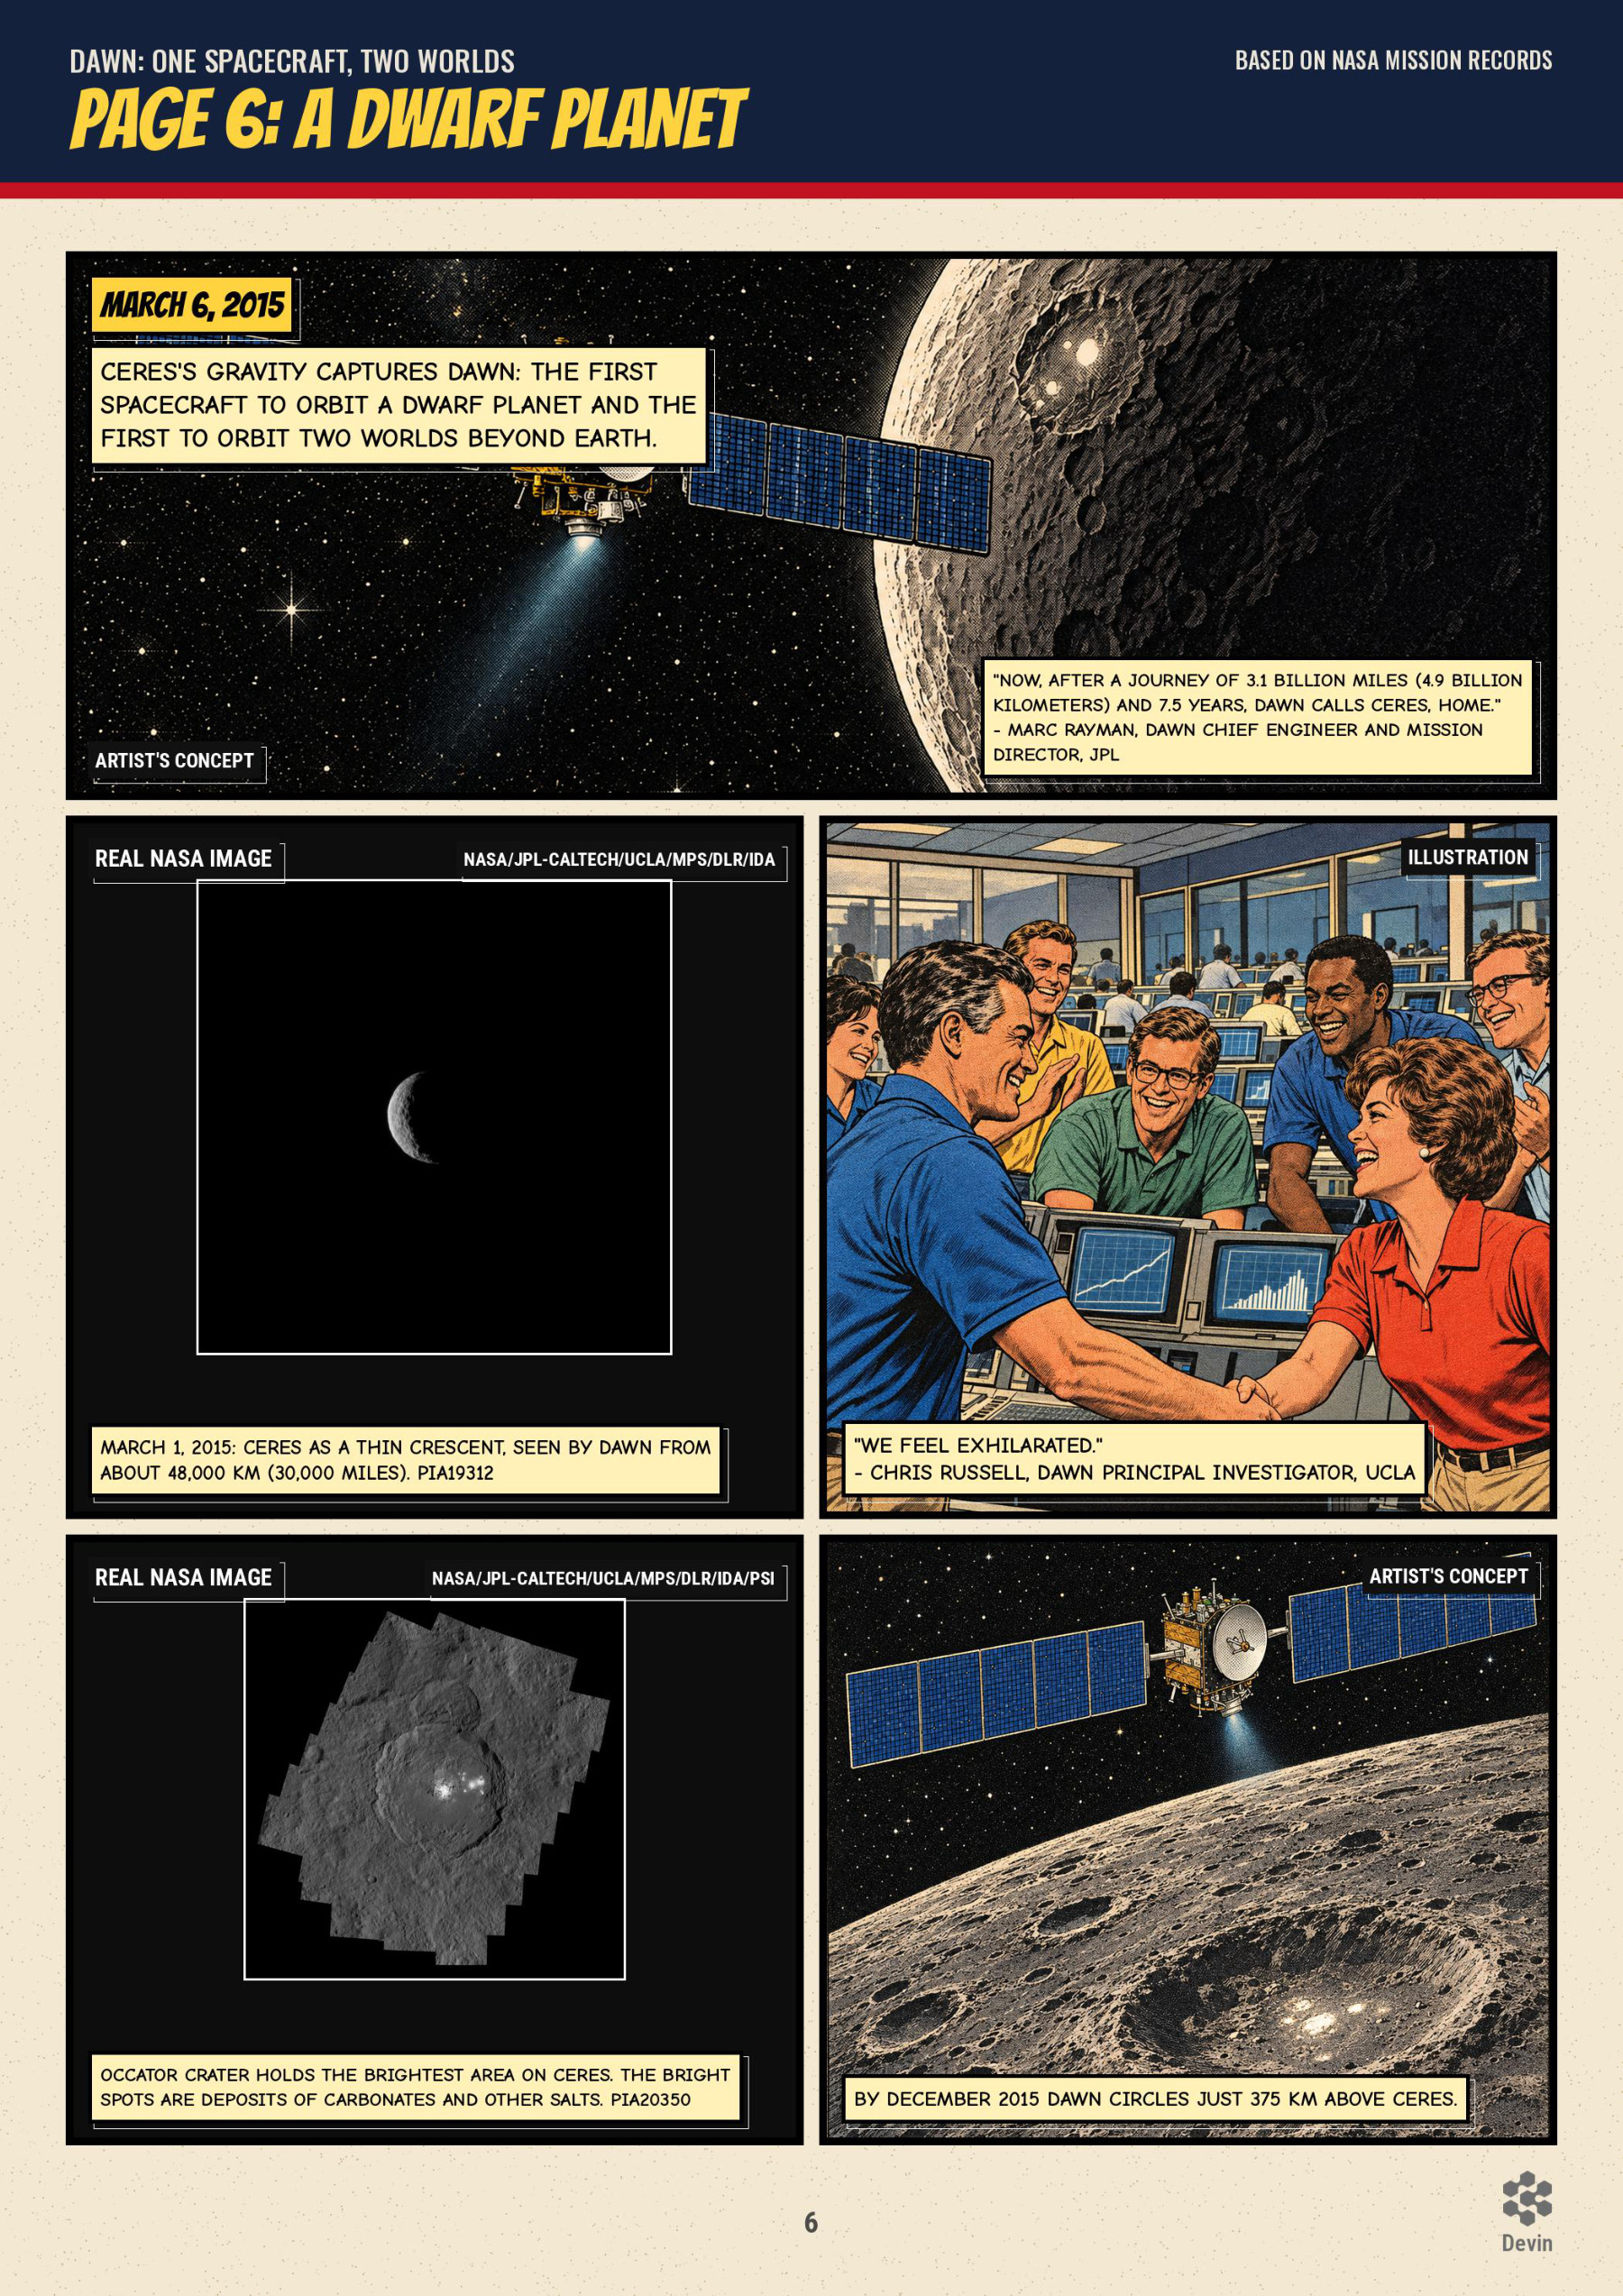 DAWN: ONE SPACECRAFT, TWO WORLDS
BASED ON NASA MISSION RECORDS
PAGE 6: A DWARF PLANET
MARCH 6, 2015
CERES'S GRAVITY CAPTURES DAWN: THE FIRST
SPACECRAFT TO ORBIT A DWARF PLANET AND THE
FIRST TO ORBIT TWO WORLDS BEYOND EARTH.
"NOW, AFTER A JOURNEY OF 3.1 BILLION MILES (4.9 BILLION
KILOMETERS) AND 7.5 YEARS, DAWN CALLS CERES, HOME."
- MARC RAYMAN, DAWN CHIEF ENGINEER AND MISSION
DIRECTOR, JPL
ARTIST'S CONCEPT
REAL NASA IMAGE
NASA/JPL-CALTECH/UCLA/MPS/DLR/IDA
MARCH 1, 2015: CERES AS A THIN CRESCENT, SEEN BY DAWN FROM
ABOUT 48,000 KM (30,000 MILES). PIA19312
ILLUSTRATION
"WE FEEL EXHILARATED."
- CHRIS RUSSELL, DAWN PRINCIPAL INVESTIGATOR, UCLA
REAL NASA IMAGE
NASA/JPL-CALTECH/UCLA/MPS/DLR/IDA/PSI
OCCATOR CRATER HOLDS THE BRIGHTEST AREA ON CERES. THE BRIGHT
SPOTS ARE DEPOSITS OF CARBONATES AND OTHER SALTS. PIA20350
ARTIST'S CONCEPT
BY DECEMBER 2015 DAWN CIRCLES JUST 375 KM ABOVE CERES.
6
Devin